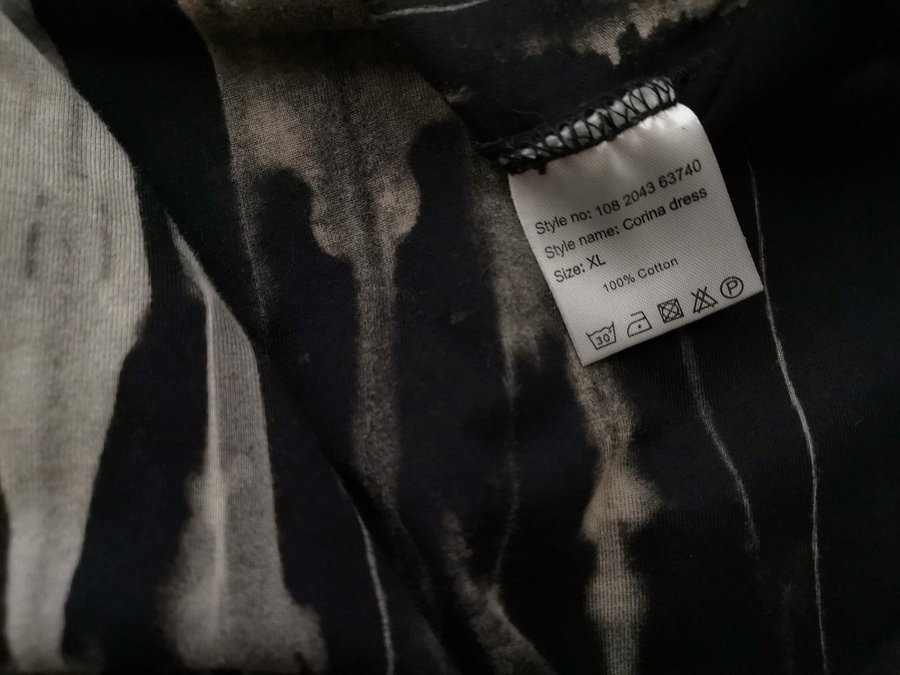 Style no: 108 2043 63740
Style name: Corina dress
Size: XL
100% Cotton
30° P